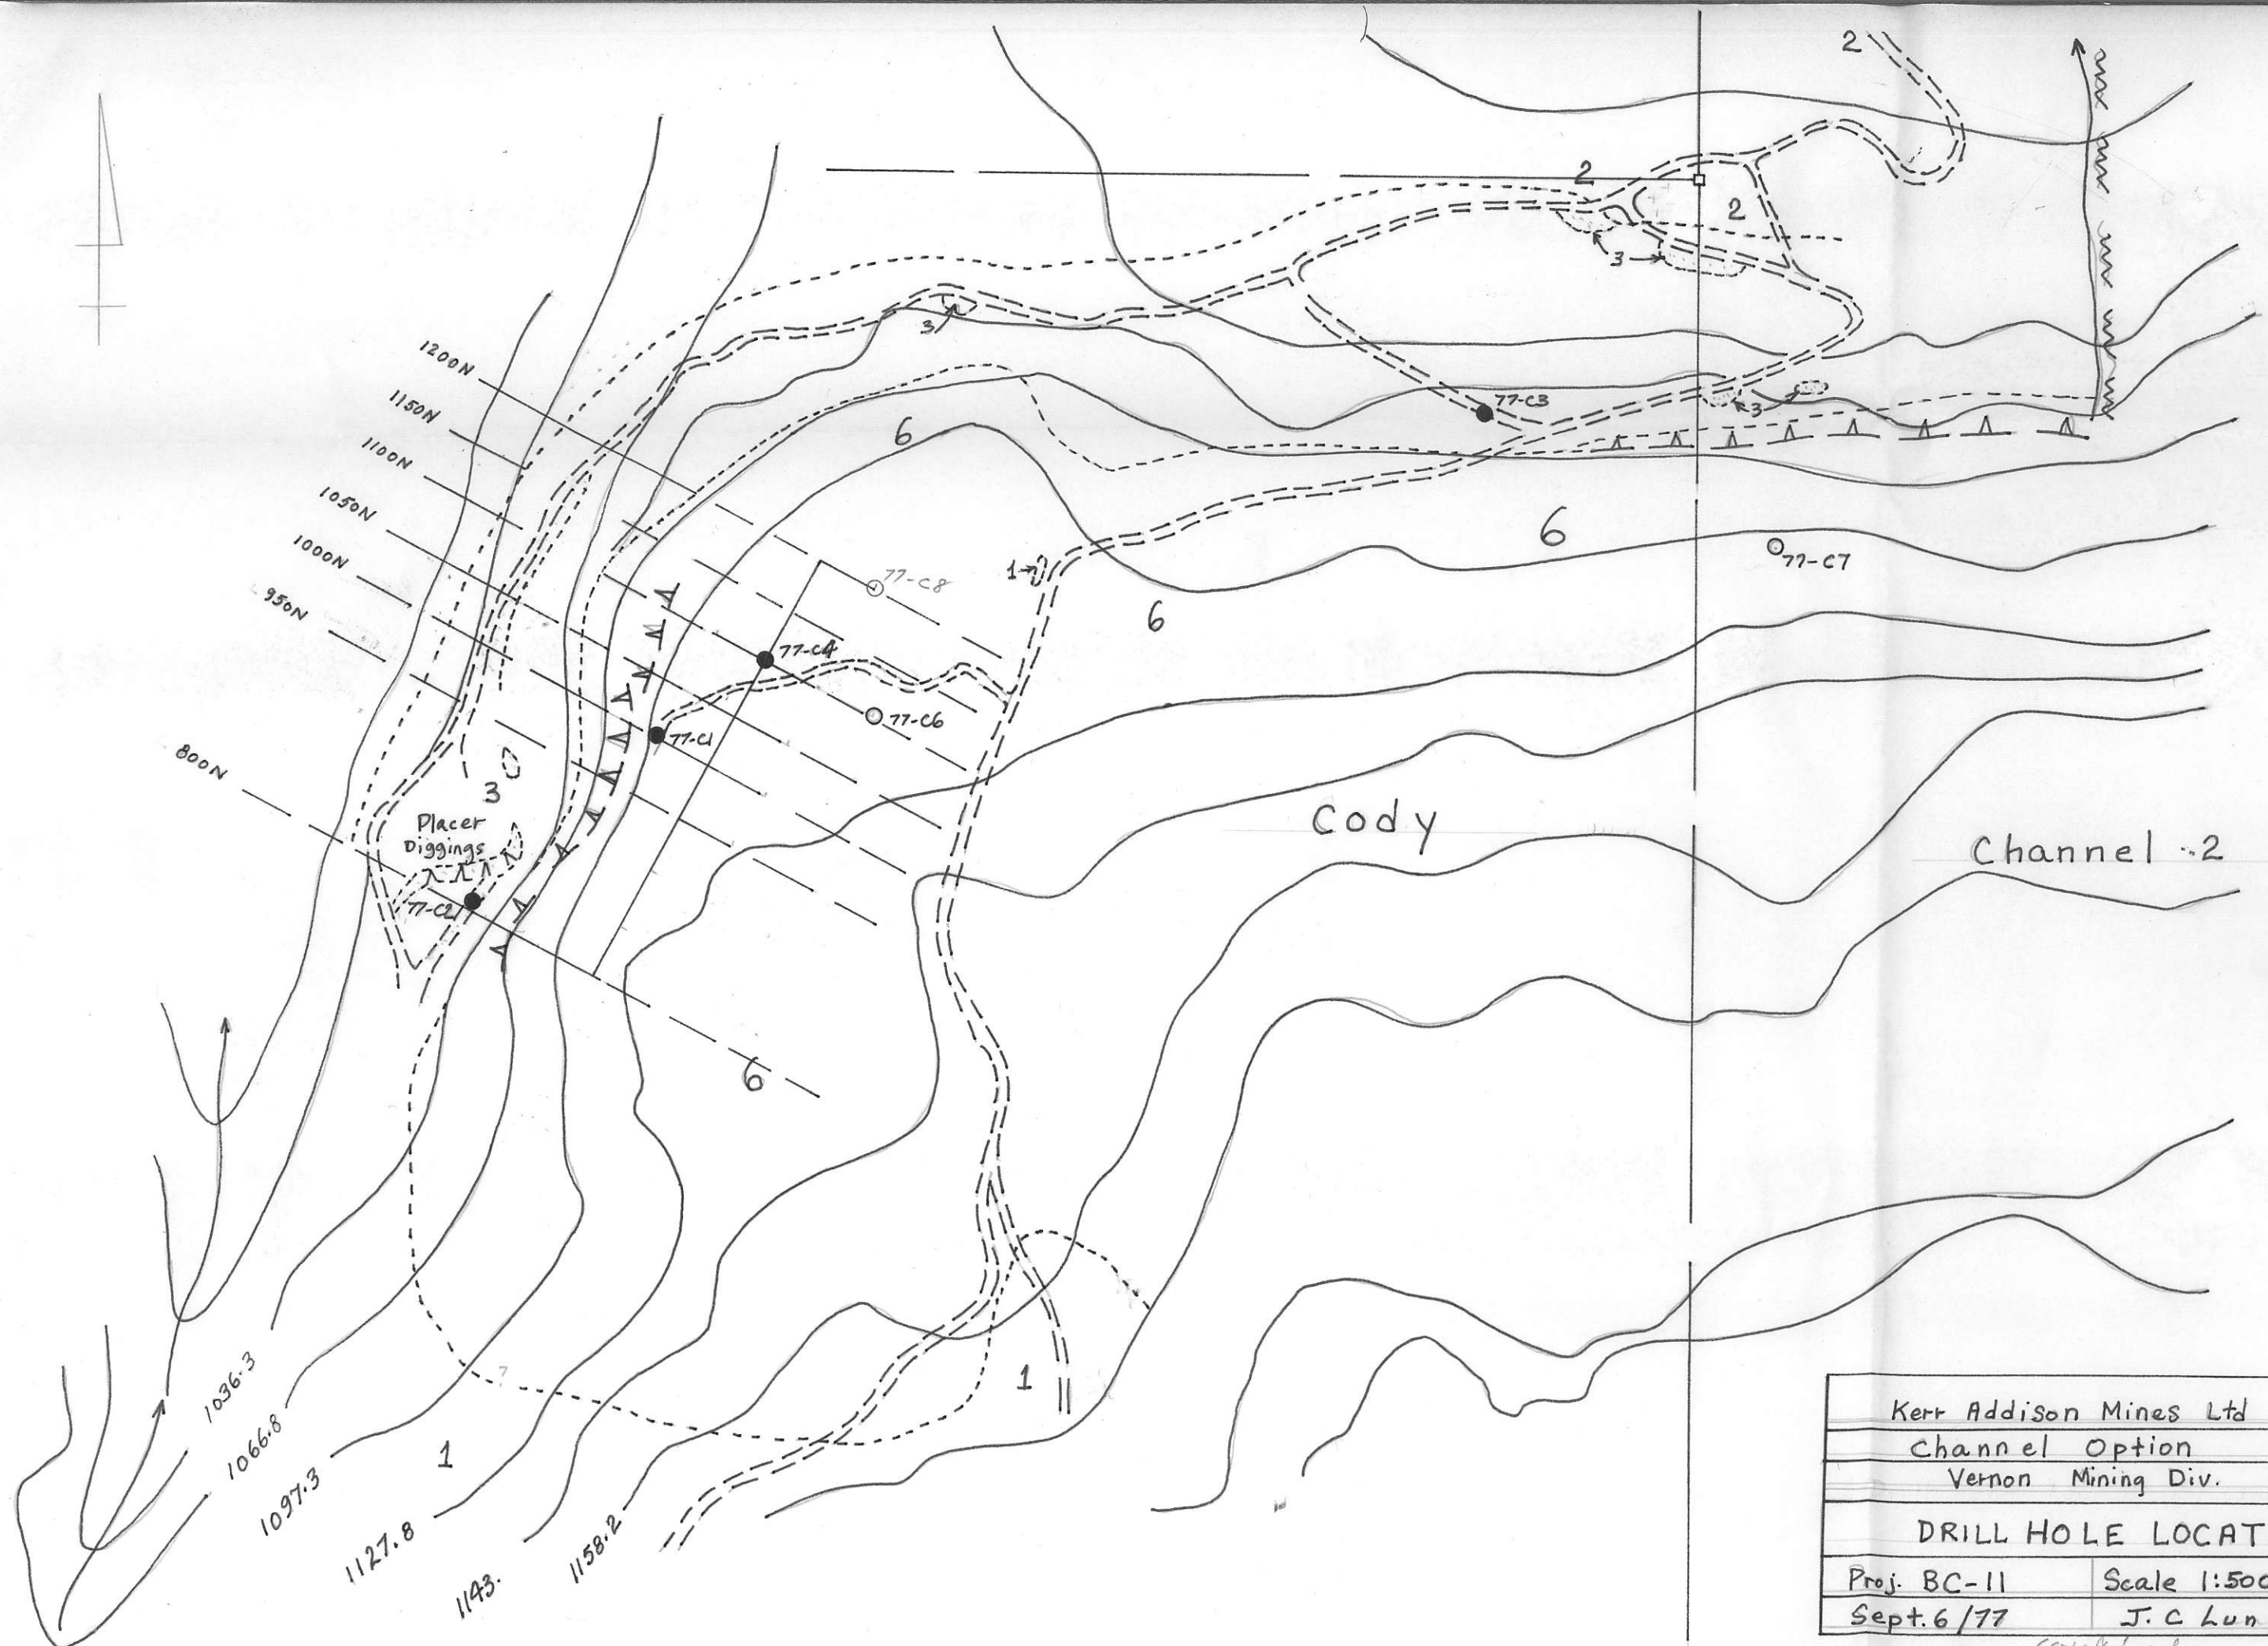 2
2
2
3
3
3
1200N
1150N
1100N
1050N
1000N
950N
800N
77-C3
6
6
6
77-C7
1
77-C8
77-C4
77-C6
77-C1
3
Placer
Diggings
77-C2
Cody
Channel 2
6
1
1
1036.3
1066.8
1097.3
1127.8
1143.
1158.2
Kerr Addison Mines Ltd
Channel Option
Vernon Mining Div.
DRILL HOLE LOCAT
Proj. BC-11
Scale 1:500
Sept. 6/77
J. C Lun